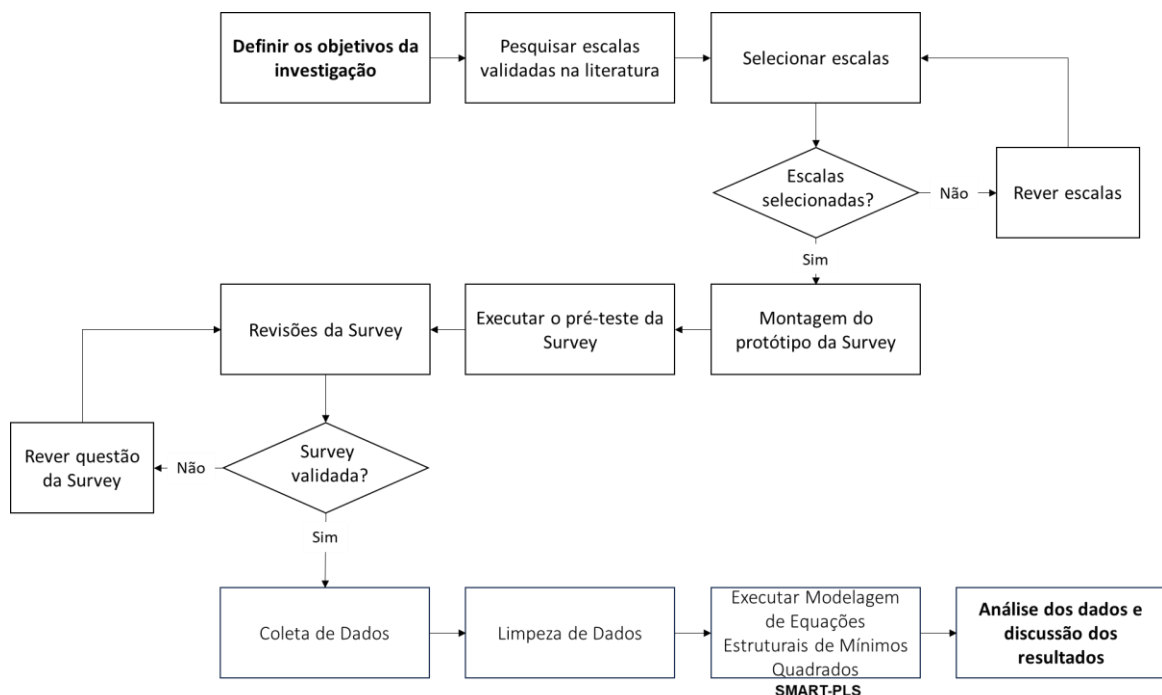 Definir os objetivos da
investigação
Pesquisar escalas
validadas na literatura
Selecionar escalas
Escalas
selecionadas?
Não
Rever escalas
Sim
Montagem do
protótipo da Survey
Executar o pré-teste da
Survey
Revisões da Survey
Survey
validada?
Não
Rever questão
da Survey
Sim
Coleta de Dados
Limpeza de Dados
Executar Modelagem
de Equações
Estruturais de Mínimos
Quadrados
SMART-PLS
Análise dos dados e
discussão dos
resultados